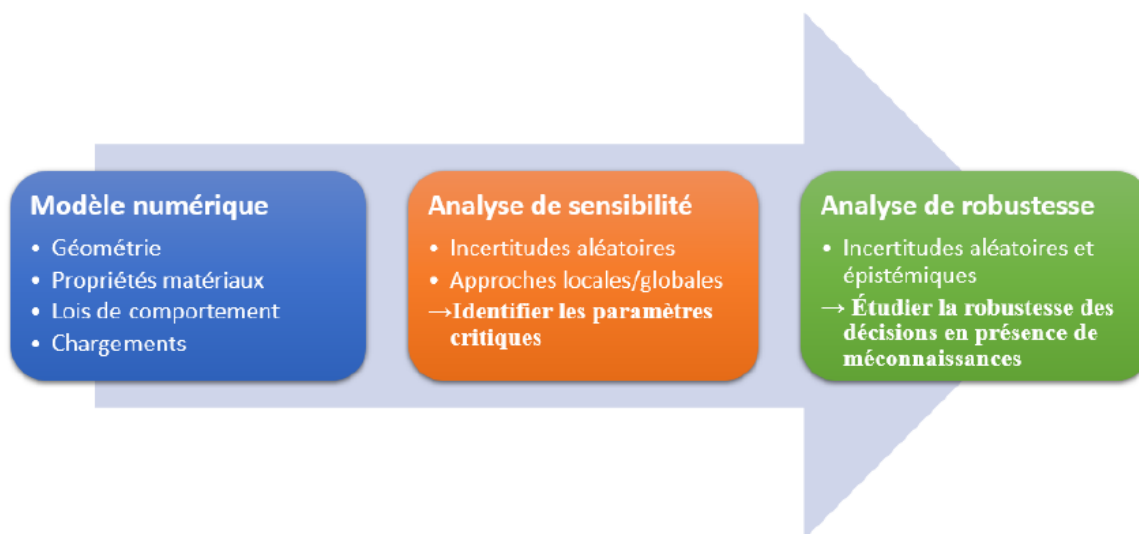 Modèle numérique
• Géométrie
• Propriétés matériaux
• Lois de comportement
• Chargements
Analyse de sensibilité
• Incertitudes aléatoires
• Approches locales/globales
→Identifier les paramètres
critiques
Analyse de robustesse
• Incertitudes aléatoires et
épistémiques
→ Étudier la robustesse des
décisions en présence de
méconnaissances